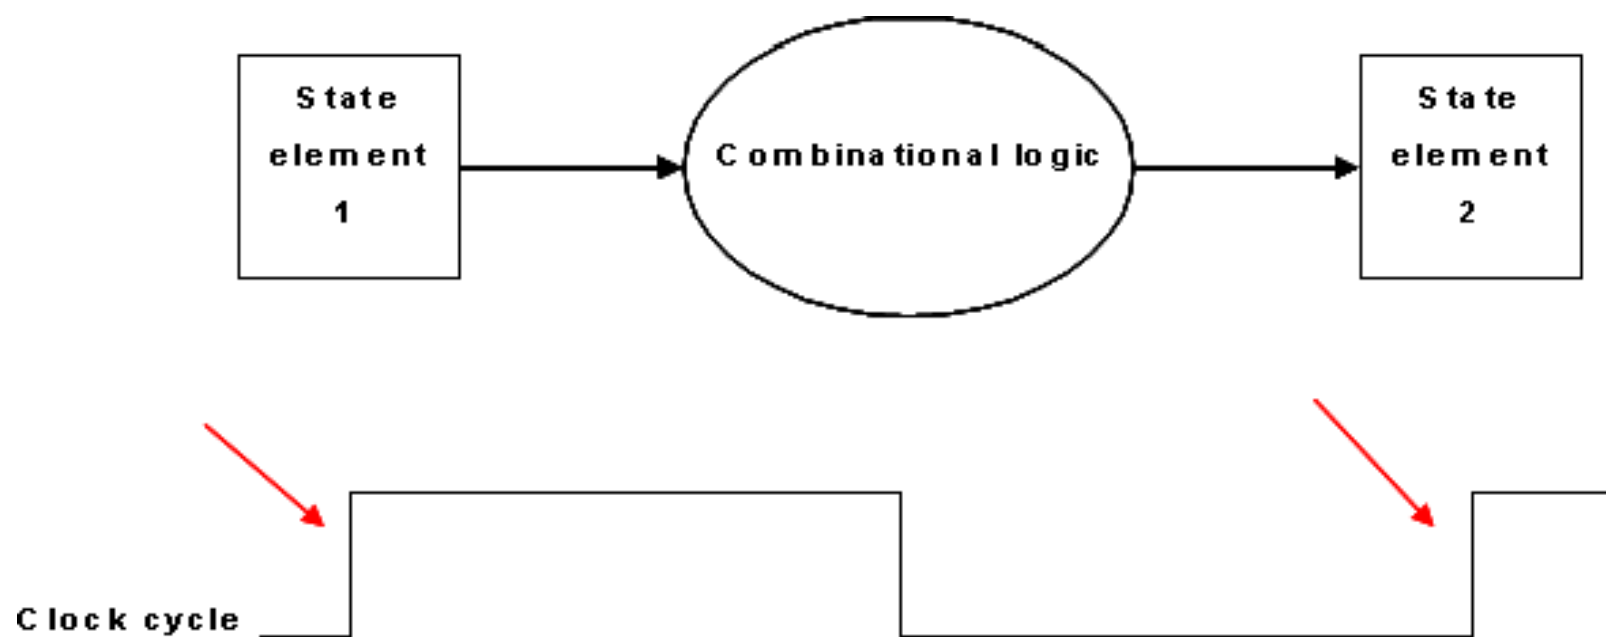 State
element
1
Combinational logic
State
element
2
Clock cycle